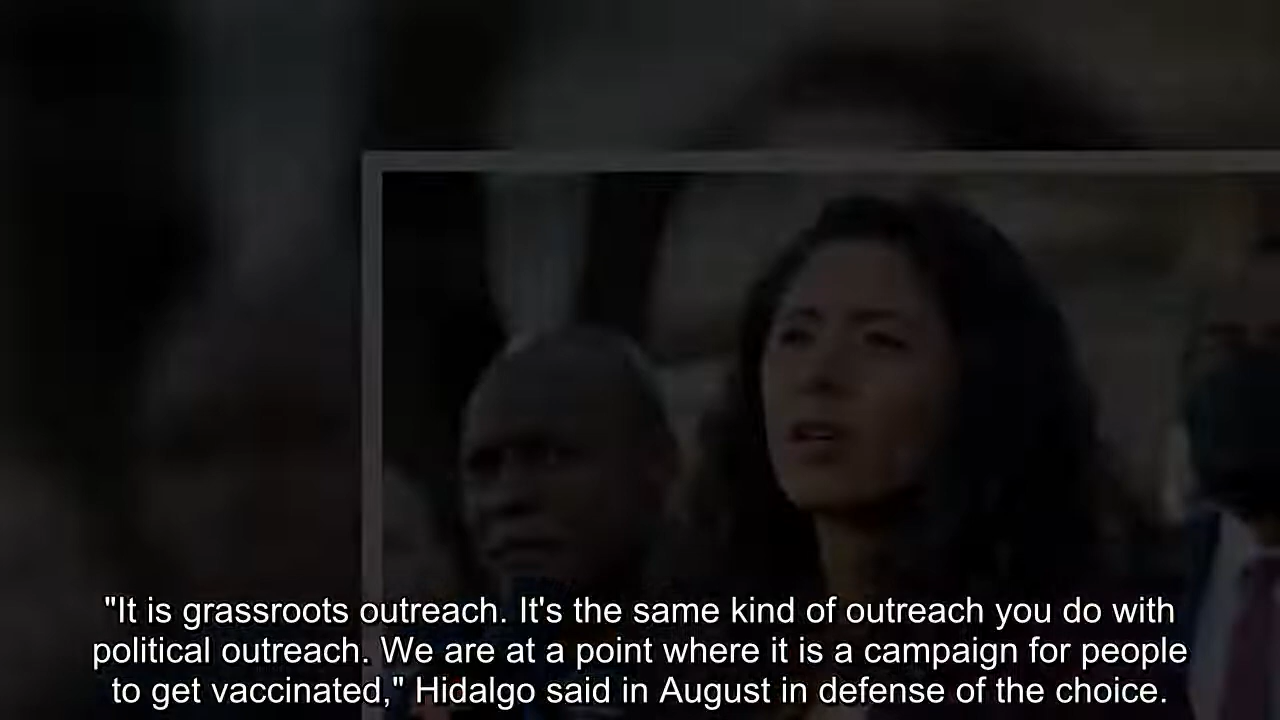 "It is grassroots outreach. It's the same kind of outreach you do with
political outreach. We are at a point where it is a campaign for people
to get vaccinated," Hidalgo said in August in defense of the choice.